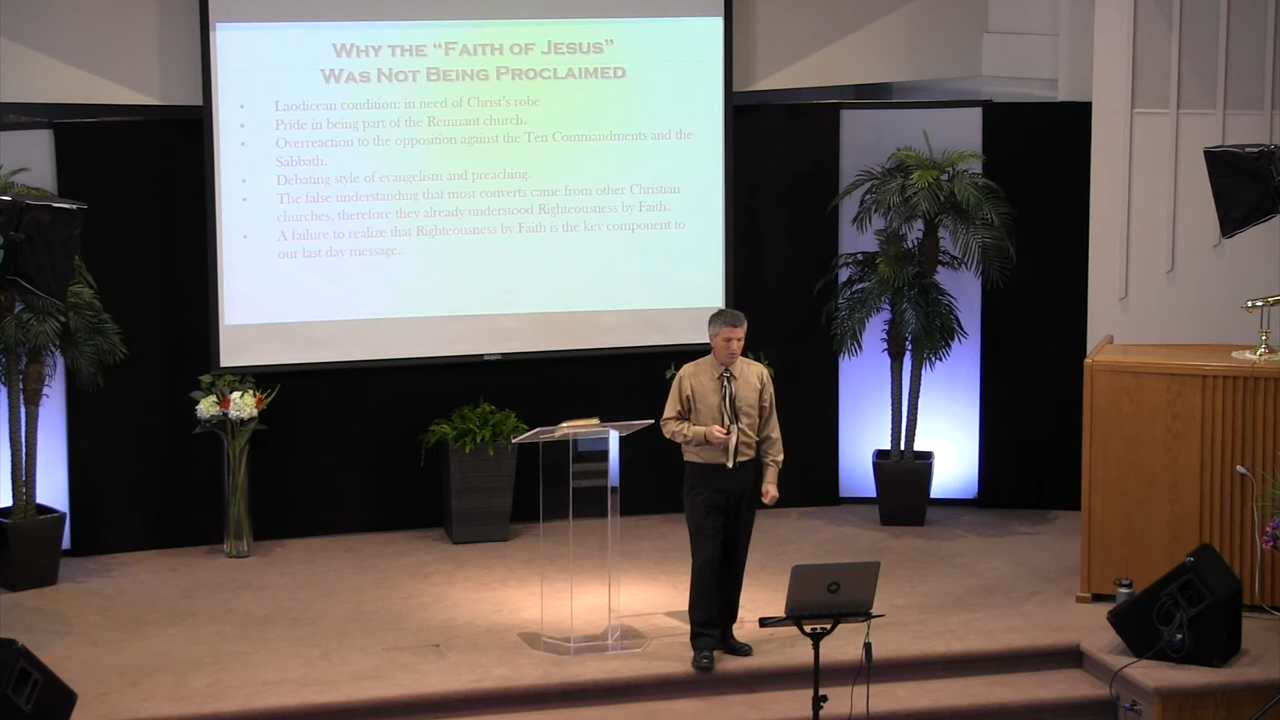 WHY THE “FAITH OF JESUS”
WAS NOT BEING PROCLAIMED
• Laodicean condition: in need of Christ's robe
• Pride in being part of the Remnant church.
• Overreaction to the opposition against the Ten Commandments and the
Sabbath.
• Debating style of evangelism and preaching.
• The false understanding that most converts came from other Christian
churches, therefore they already understood Righteousness by Faith.
• A failure to realize that Righteousness by Faith is the key component to
our last day message.